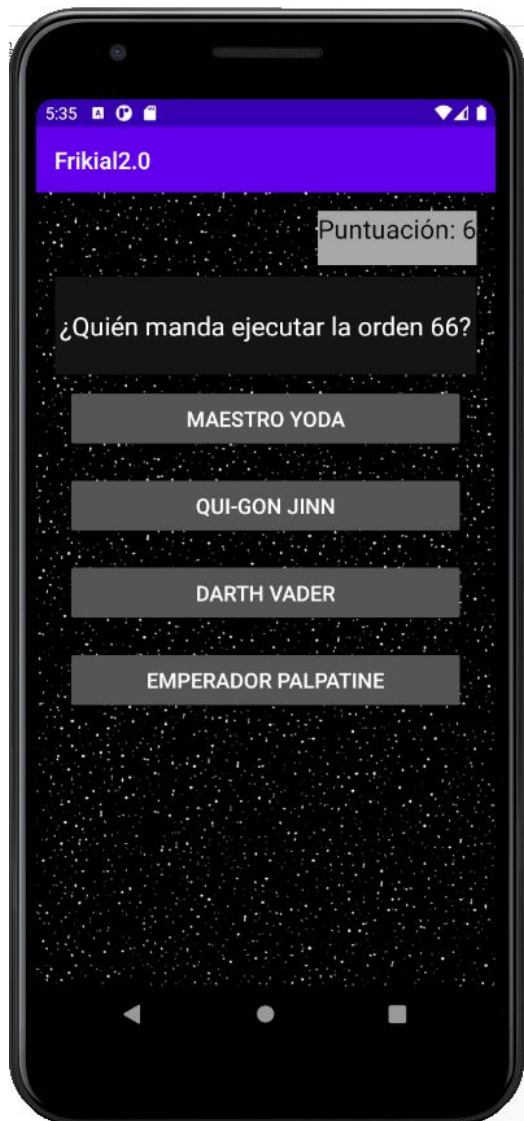 5:35
Frikial2.0
Puntuación: 6
¿Quién manda ejecutar la orden 66?
MAESTRO YODA
QUI-GON JINN
DARTH VADER
EMPERADOR PALPATINE